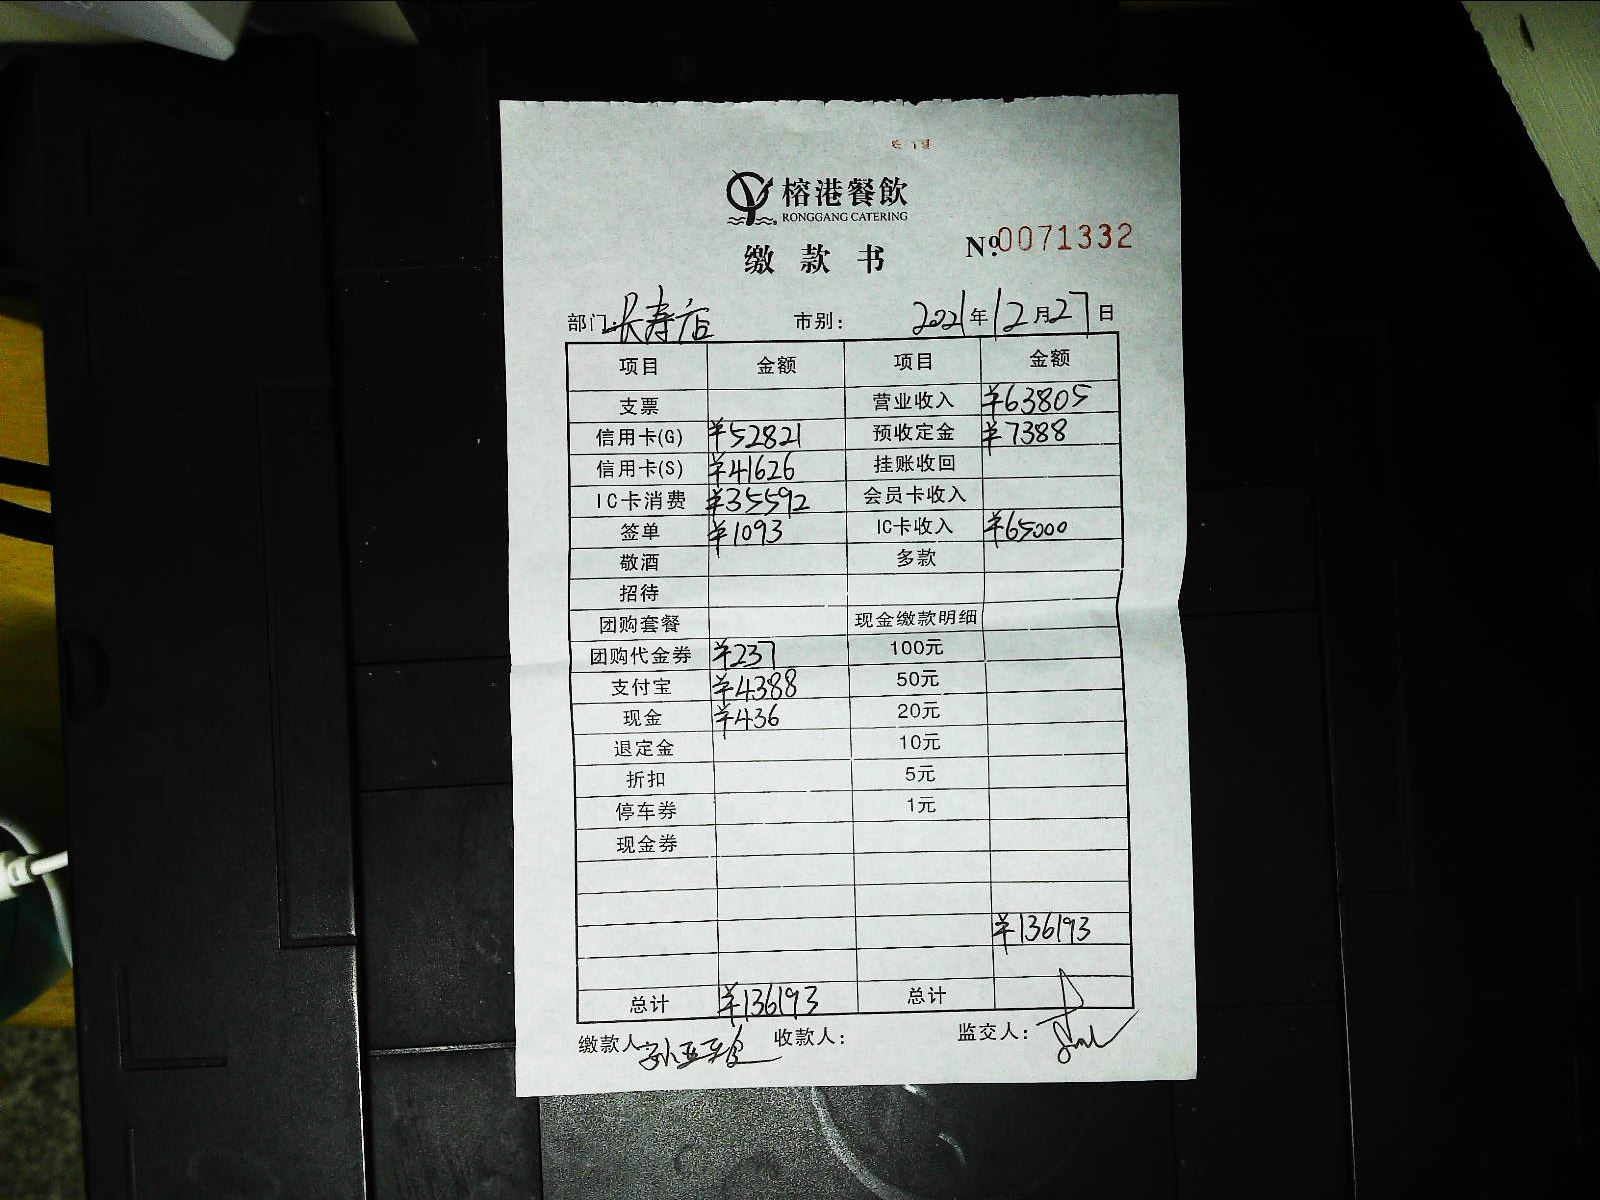 榕港餐飲
RONGGANG CATERING
缴款书
Nº.0071332
部门:长寿店 市别: 2021年12月27日
项目 金额 项目 金额
支票 营业收入 ¥63805
信用卡(G) ¥52821 预收定金 ¥7388
信用卡(S) ¥41626 挂账收回
IC卡消费 ¥35592 会员卡收入
签单 ¥1093 IC卡收入 ¥65000
敬酒 多款
招待
团购套餐 现金缴款明细
团购代金券 ¥237 100元
支付宝 ¥4388 50元
现金 ¥436 20元
退定金 10元
折扣 5元
停车券 1元
现金券
¥136193
总计 ¥136193 总计
缴款人: 收款人: 监交人: